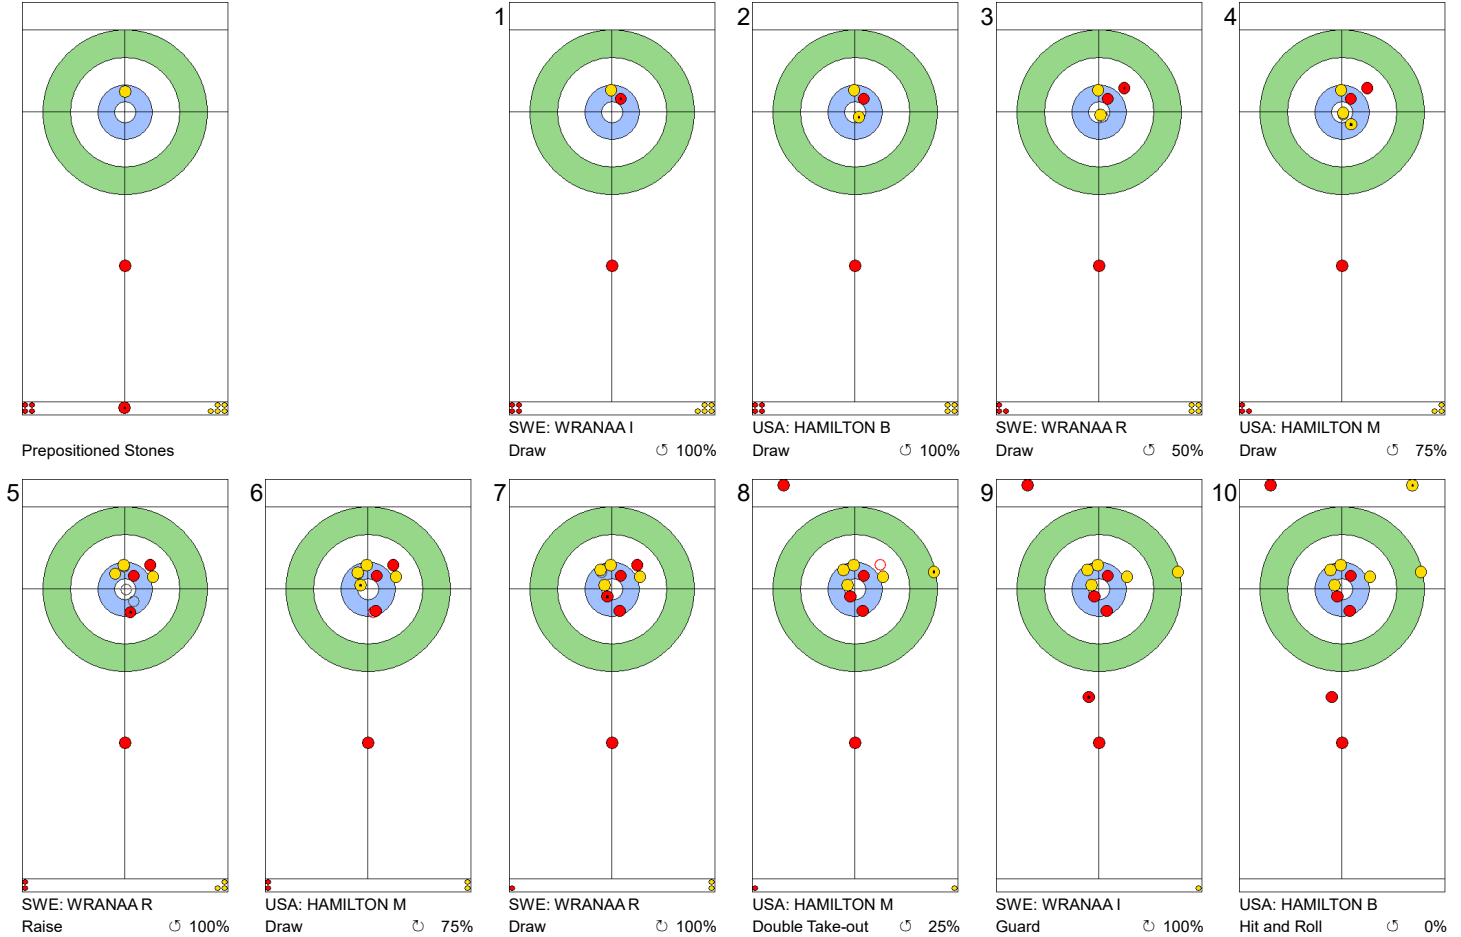 1
2
3
4
Prepositioned Stones
SWE: WRANAA I
Draw ↺ 100%
USA: HAMILTON B
Draw ↺ 100%
SWE: WRANAA R
Draw ↺ 50%
USA: HAMILTON M
Draw ↺ 75%
5
6
7
8
9
10
SWE: WRANAA R
Raise ↺ 100%
USA: HAMILTON M
Draw ↻ 75%
SWE: WRANAA R
Draw ↻ 100%
USA: HAMILTON M
Double Take-out ↺ 25%
SWE: WRANAA I
Guard ↻ 100%
USA: HAMILTON B
Hit and Roll ↺ 0%